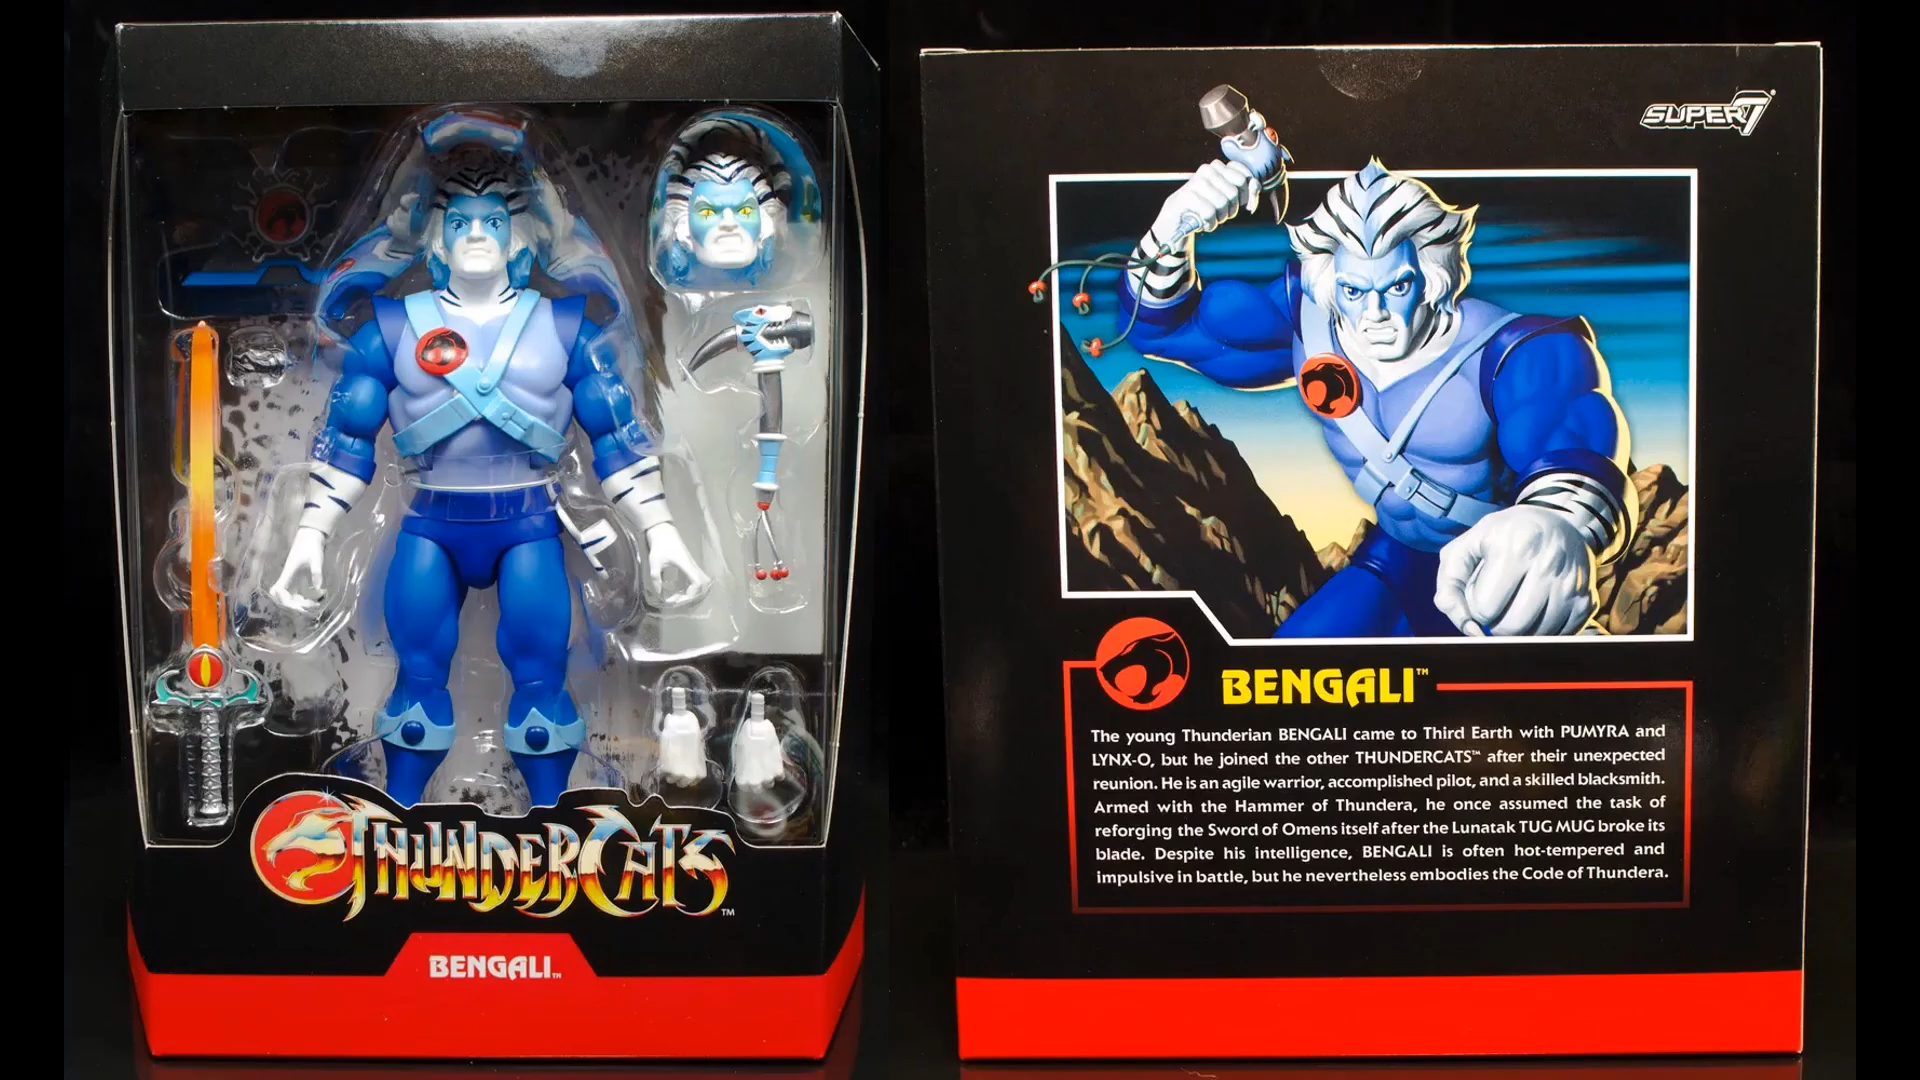 THUNDERCATS™
BENGALI™
SUPER7®
BENGALI™
The young Thunderian BENGALI came to Third Earth with PUMYRA and
LYNX-O, but he joined the other THUNDERCATS™ after their unexpected
reunion. He is an agile warrior, accomplished pilot, and a skilled blacksmith.
Armed with the Hammer of Thundera, he once assumed the task of
reforging the Sword of Omens itself after the Lunatak TUG MUG broke its
blade. Despite his intelligence, BENGALI is often hot-tempered and
impulsive in battle, but he nevertheless embodies the Code of Thundera.